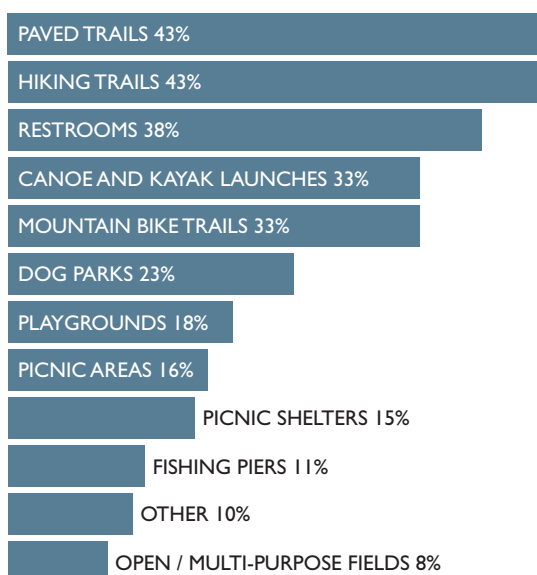 PAVED TRAILS 43%
HIKING TRAILS 43%
RESTROOMS 38%
CANOE AND KAYAK LAUNCHES 33%
MOUNTAIN BIKE TRAILS 33%
DOG PARKS 23%
PLAYGROUNDS 18%
PICNIC AREAS 16%
PICNIC SHELTERS 15%
FISHING PIERS 11%
OTHER 10%
OPEN / MULTI-PURPOSE FIELDS 8%